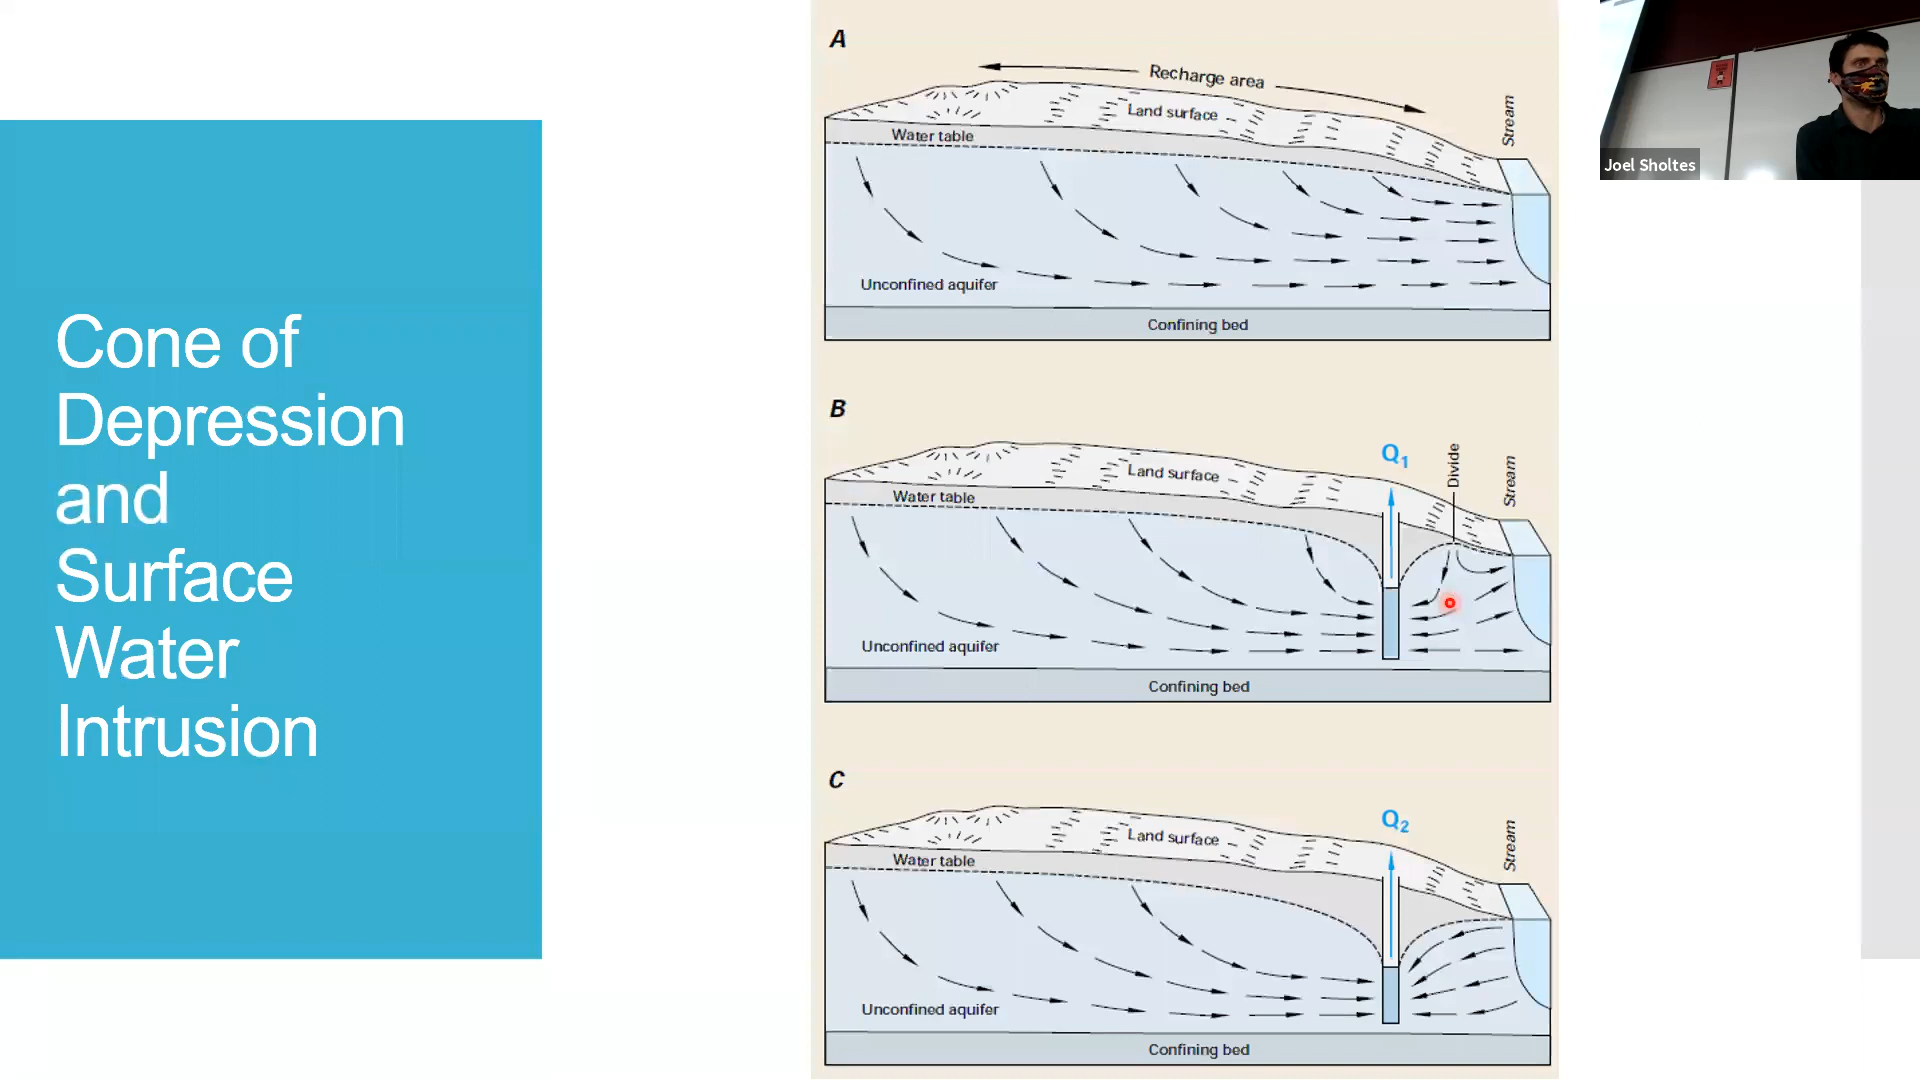 Cone of
Depression
and
Surface
Water
Intrusion
A
Recharge area
Land surface
Water table
Stream
Unconfined aquifer
Confining bed
B
Q1
Divide
Stream
Land surface
Water table
Unconfined aquifer
Confining bed
C
Q2
Stream
Land surface
Water table
Unconfined aquifer
Confining bed
Joel Sholtes